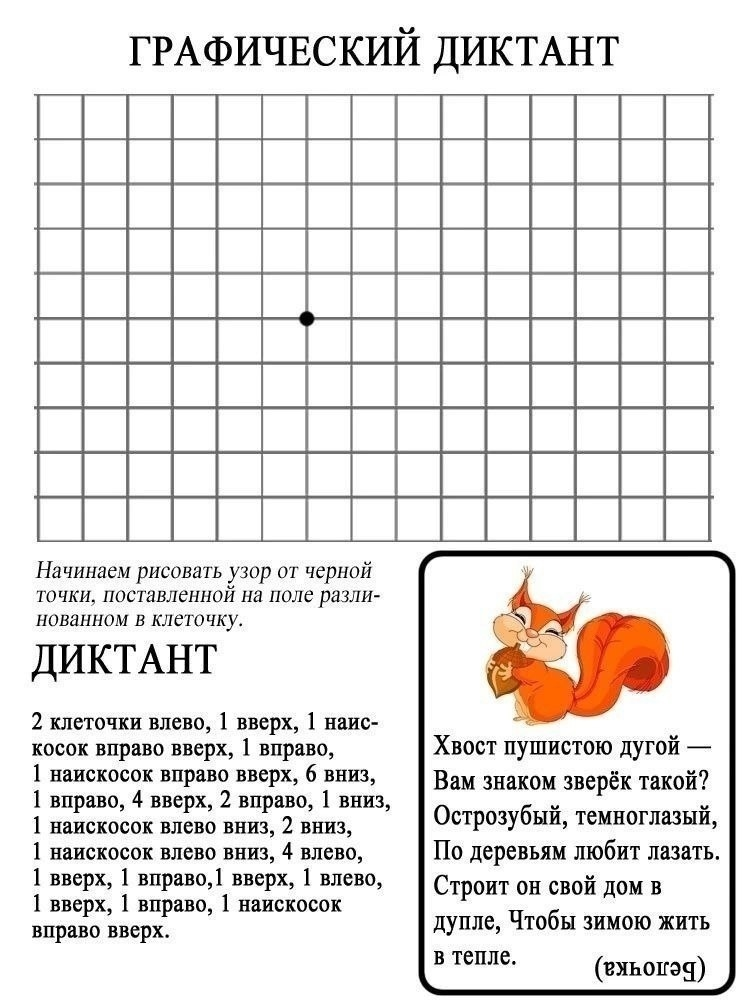 ГРАФИЧЕСКИЙ ДИКТАНТ
Начинаем рисовать узор от черной
точки, поставленной на поле разли-
нованном в клеточку.
ДИКТАНТ
2 клеточки влево, 1 вверх, 1 наис-
косок вправо вверх, 1 вправо,
1 наискосок вправо вверх, 6 вниз,
1 вправо, 4 вверх, 2 вправо, 1 вниз,
1 наискосок влево вниз, 2 вниз,
1 наискосок влево вниз, 4 влево,
1 вверх, 1 вправо,1 вверх, 1 влево,
1 вверх, 1 вправо, 1 наискосок
вправо вверх.
Хвост пушистою дугой —
Вам знаком зверёк такой?
Острозубый, темноглазый,
По деревьям любит лазать.
Строит он свой дом в
дупле, Чтобы зимою жить
в тепле.
(Белочка)